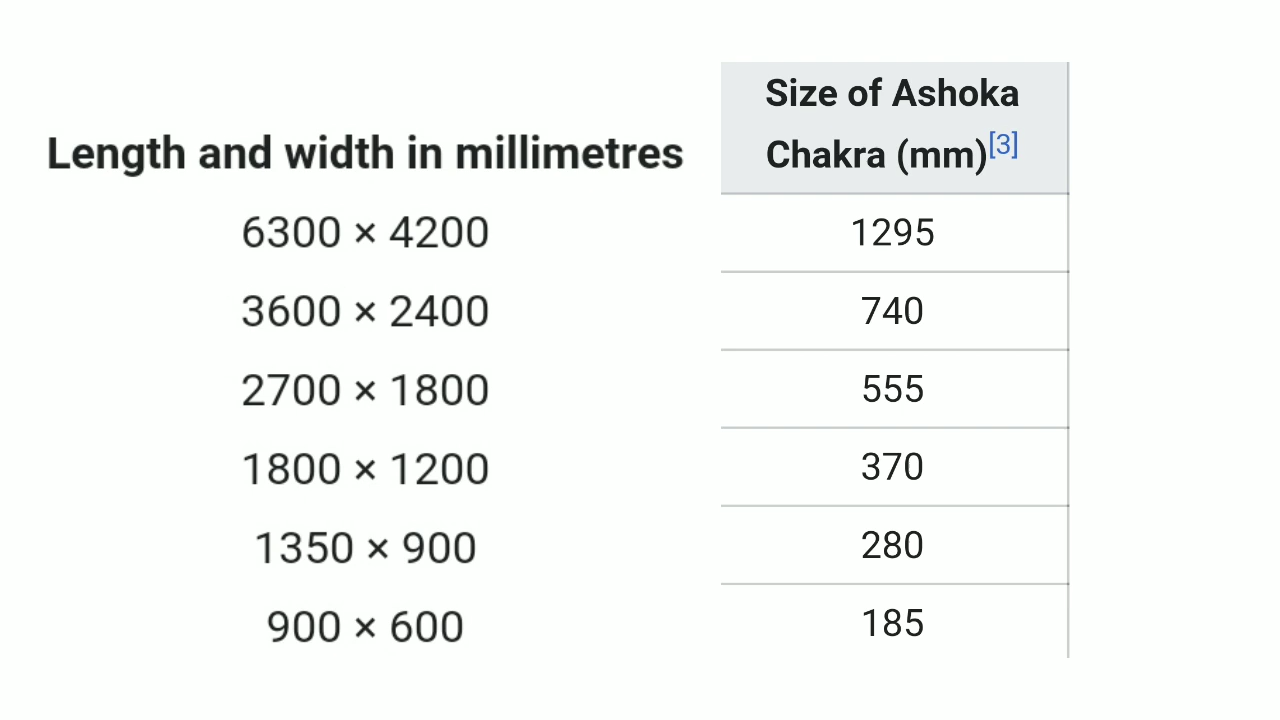 Size of Ashoka
Length and width in millimetres Chakra (mm)[3]
6300 × 4200 1295
3600 × 2400 740
2700 × 1800 555
1800 × 1200 370
1350 × 900 280
900 × 600 185